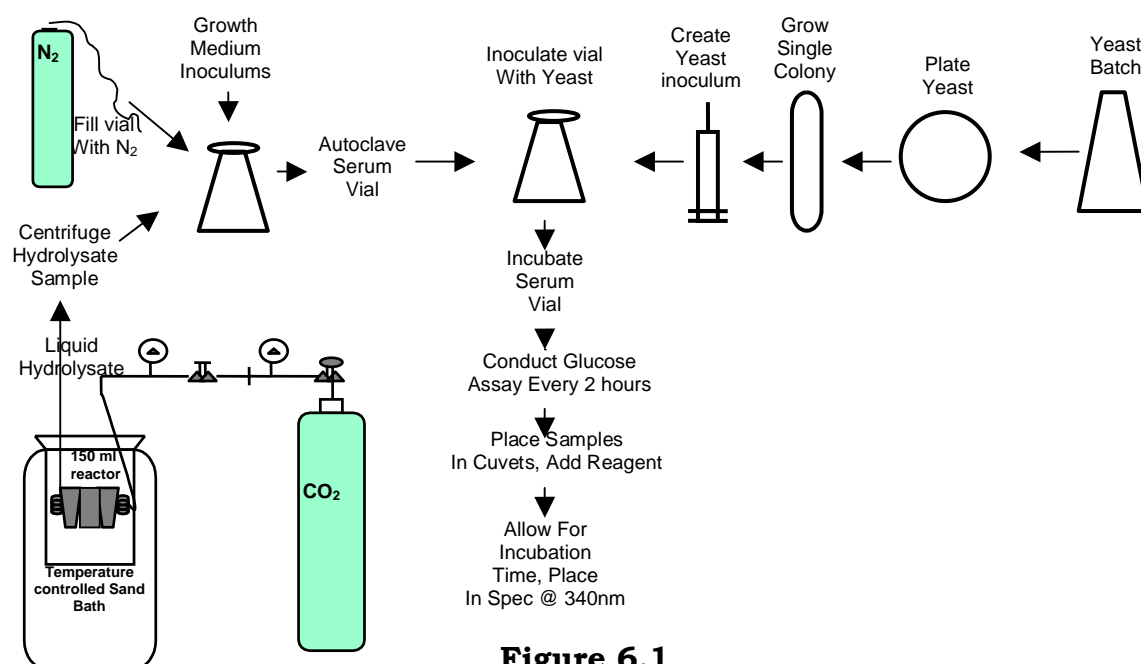 N₂
Fill vial
With N₂
Growth
Medium
Inoculums
Autoclave
Serum
Vial
Inoculate vial
With Yeast
Create
Yeast
inoculum
Grow
Single
Colony
Plate
Yeast
Yeast
Batch
Centrifuge
Hydrolysate
Sample
Liquid
Hydrolysate
150 ml
reactor
Temperature
controlled Sand
Bath
CO₂
Incubate
Serum
Vial
Conduct Glucose
Assay Every 2 hours
Place Samples
In Cuvets, Add Reagent
Allow For
Incubation
Time, Place
In Spec @ 340nm
Figure 6.1